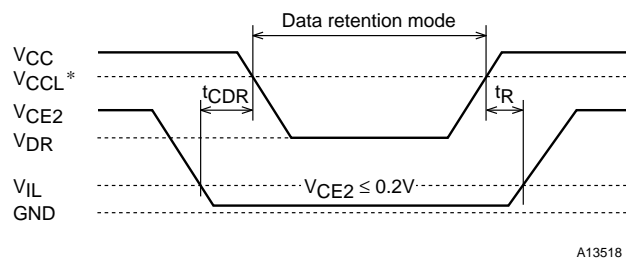 Data retention mode
VCC
VCCL*
tCDR
tR
VCE2
VDR
VIL
VCE2 ≤ 0.2V
GND
A13518